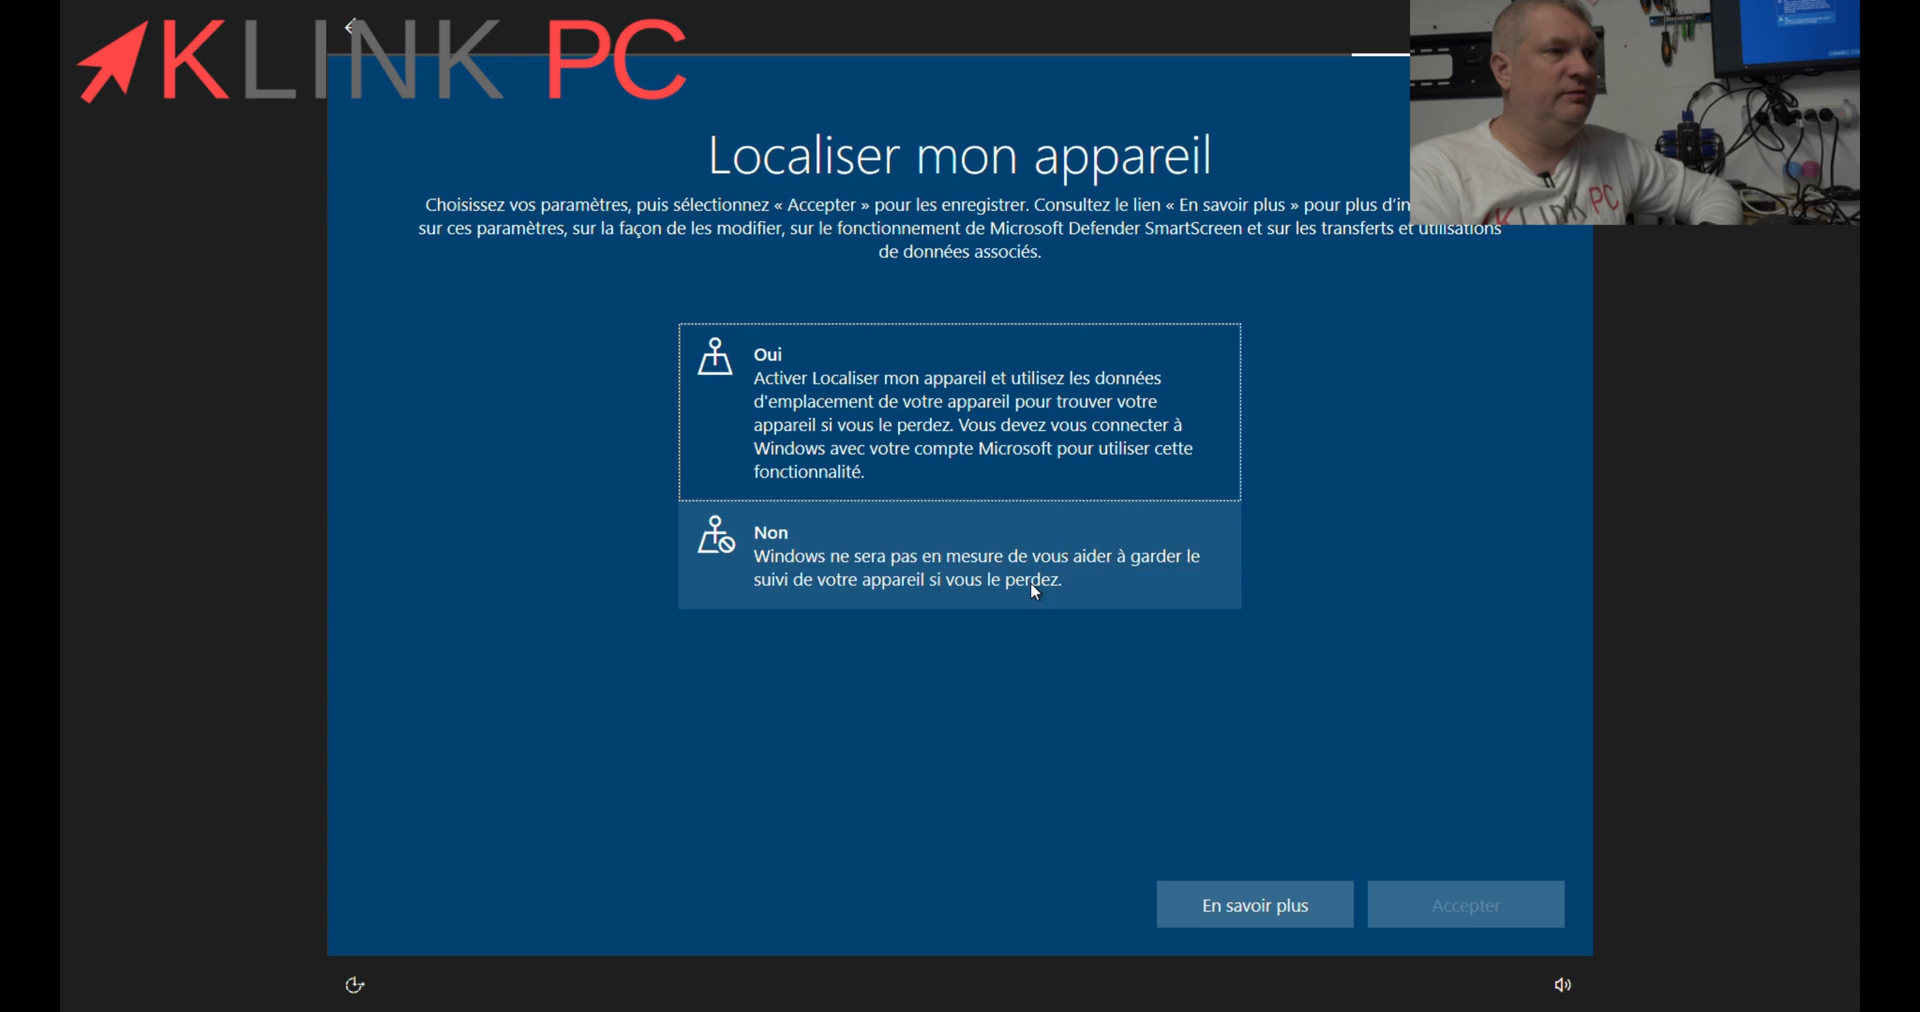 KLINK PC
Localiser mon appareil
Choisissez vos paramètres, puis sélectionnez « Accepter » pour les enregistrer. Consultez le lien « En savoir plus » pour plus
sur ces paramètres, sur la façon de les modifier, sur le fonctionnement de Microsoft Defender SmartScreen et sur les transferts et utilisations
de données associés.
KLINK PC
Oui
Activer Localiser mon appareil et utilisez les données
d'emplacement de votre appareil pour trouver votre
appareil si vous le perdez. Vous devez vous connecter à
Windows avec votre compte Microsoft pour utiliser cette
fonctionnalité.
Non
Windows ne sera pas en mesure de vous aider à garder le
suivi de votre appareil si vous le perdez.
En savoir plus
Accepter